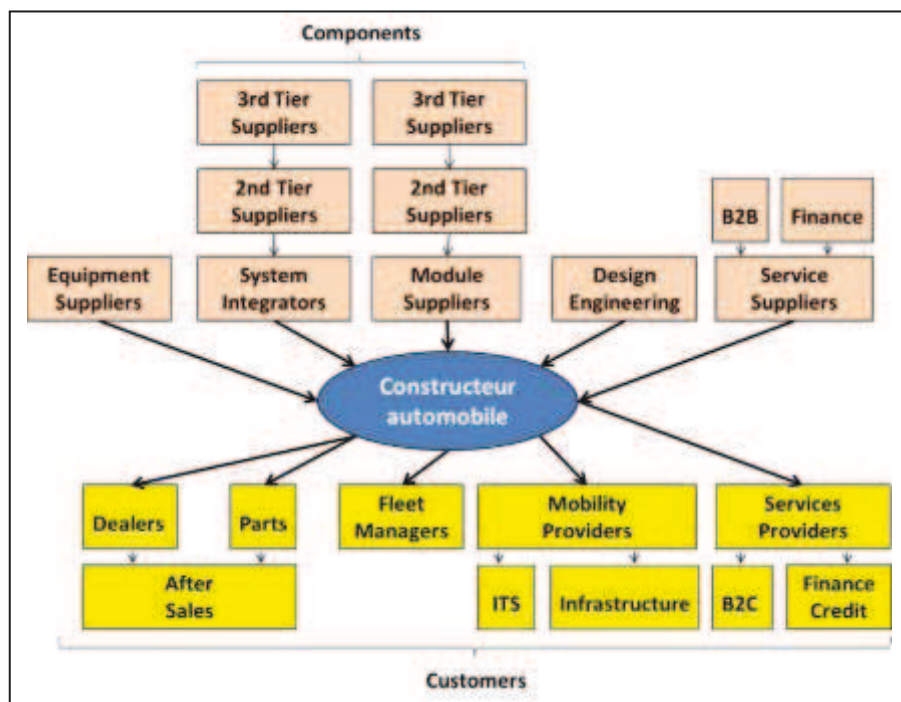 Components
3rd Tier
Suppliers
3rd Tier
Suppliers
2nd Tier
Suppliers
2nd Tier
Suppliers
B2B
Finance
Equipment
Suppliers
System
Integrators
Module
Suppliers
Design
Engineering
Service
Suppliers
Constructeur
automobile
Dealers
Parts
Fleet
Managers
Mobility
Providers
Services
Providers
After
Sales
ITS
Infrastructure
B2C
Finance
Credit
Customers